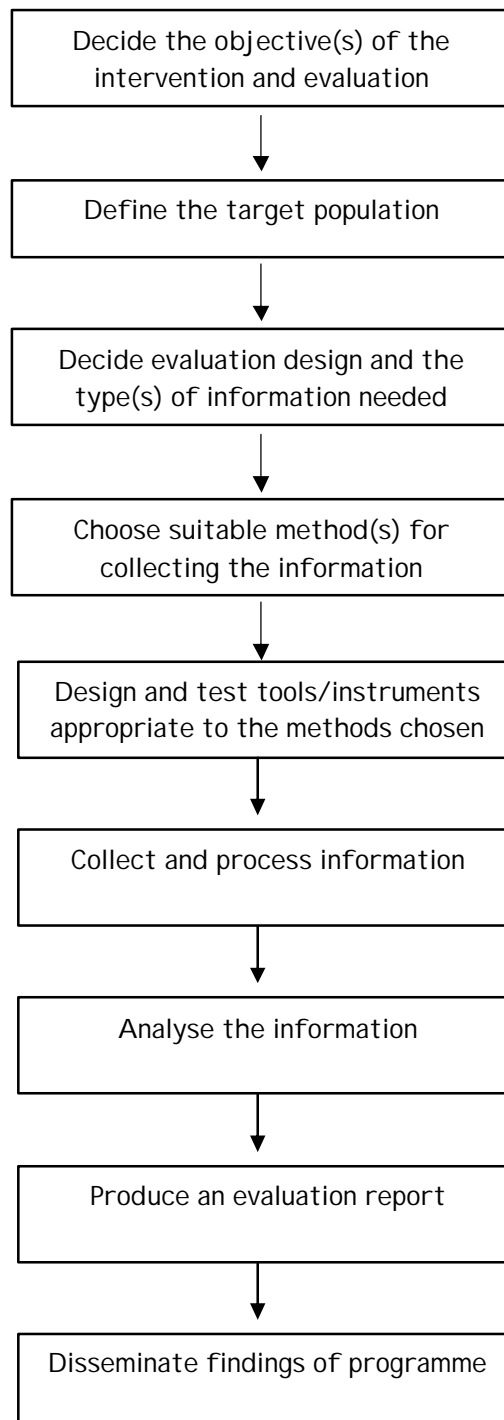 Decide the objective(s) of the
intervention and evaluation
Define the target population
Decide evaluation design and the
type(s) of information needed
Choose suitable method(s) for
collecting the information
Design and test tools/instruments
appropriate to the methods chosen
Collect and process information
Analyse the information
Produce an evaluation report
Disseminate findings of programme